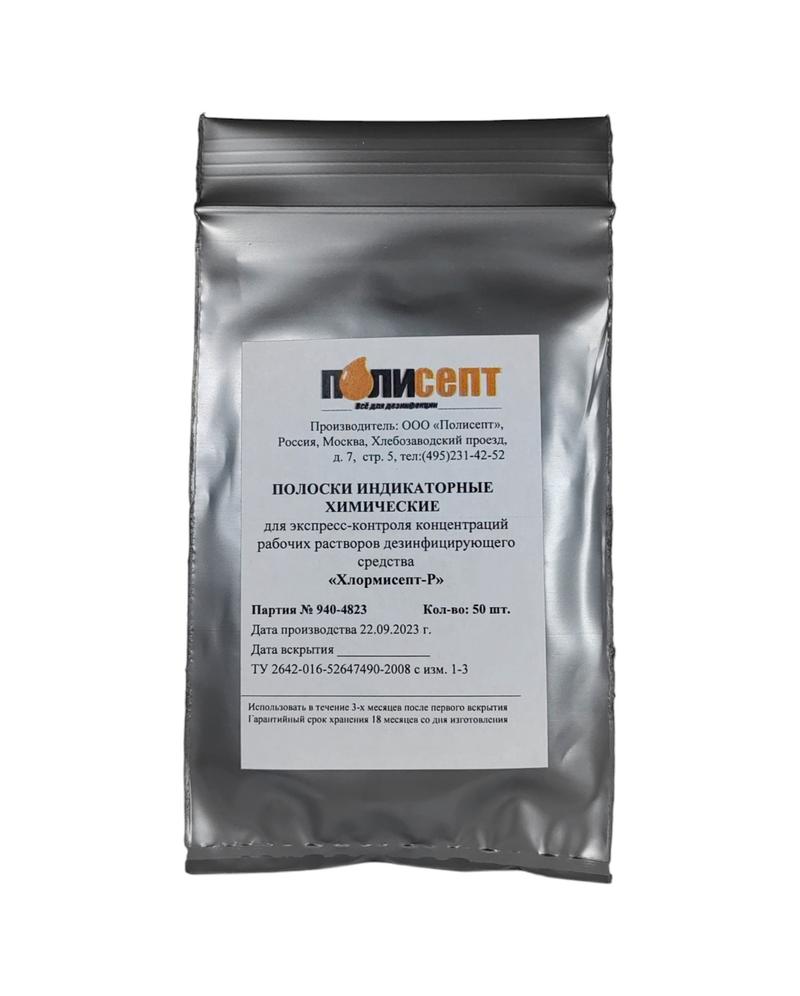 ПОЛИСЕПТ
Всё для дезинфекции
Производитель: ООО «Полисепт»,
Россия, Москва, Хлебозаводский проезд,
д. 7, стр. 5, тел:(495)231-42-52
ПОЛОСКИ ИНДИКАТОРНЫЕ
ХИМИЧЕСКИЕ
для экспресс-контроля концентраций
рабочих растворов дезинфицирующего
средства
«Хлормисепт-Р»
Партия № 940-4823 Кол-во: 50 шт.
Дата производства 22.09.2023 г.
Дата вскрытия ______________
ТУ 2642-016-52647490-2008 с изм. 1-3
Использовать в течение 3-х месяцев после первого вскрытия
Гарантийный срок хранения 18 месяцев со дня изготовления